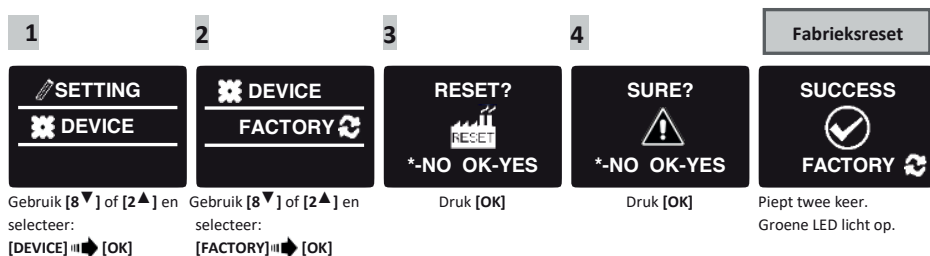 1
2
3
4
Fabrieksreset
SETTING
DEVICE
DEVICE
FACTORY
RESET?
RESET
*-NO OK-YES
SURE?
*-NO OK-YES
SUCCESS
FACTORY
Gebruik [8▼] of [2▲] en
selecteer:
[DEVICE] [OK]
Gebruik [8▼] of [2▲] en
selecteer:
[FACTORY] [OK]
Druk [OK]
Druk [OK]
Piept twee keer.
Groene LED licht op.